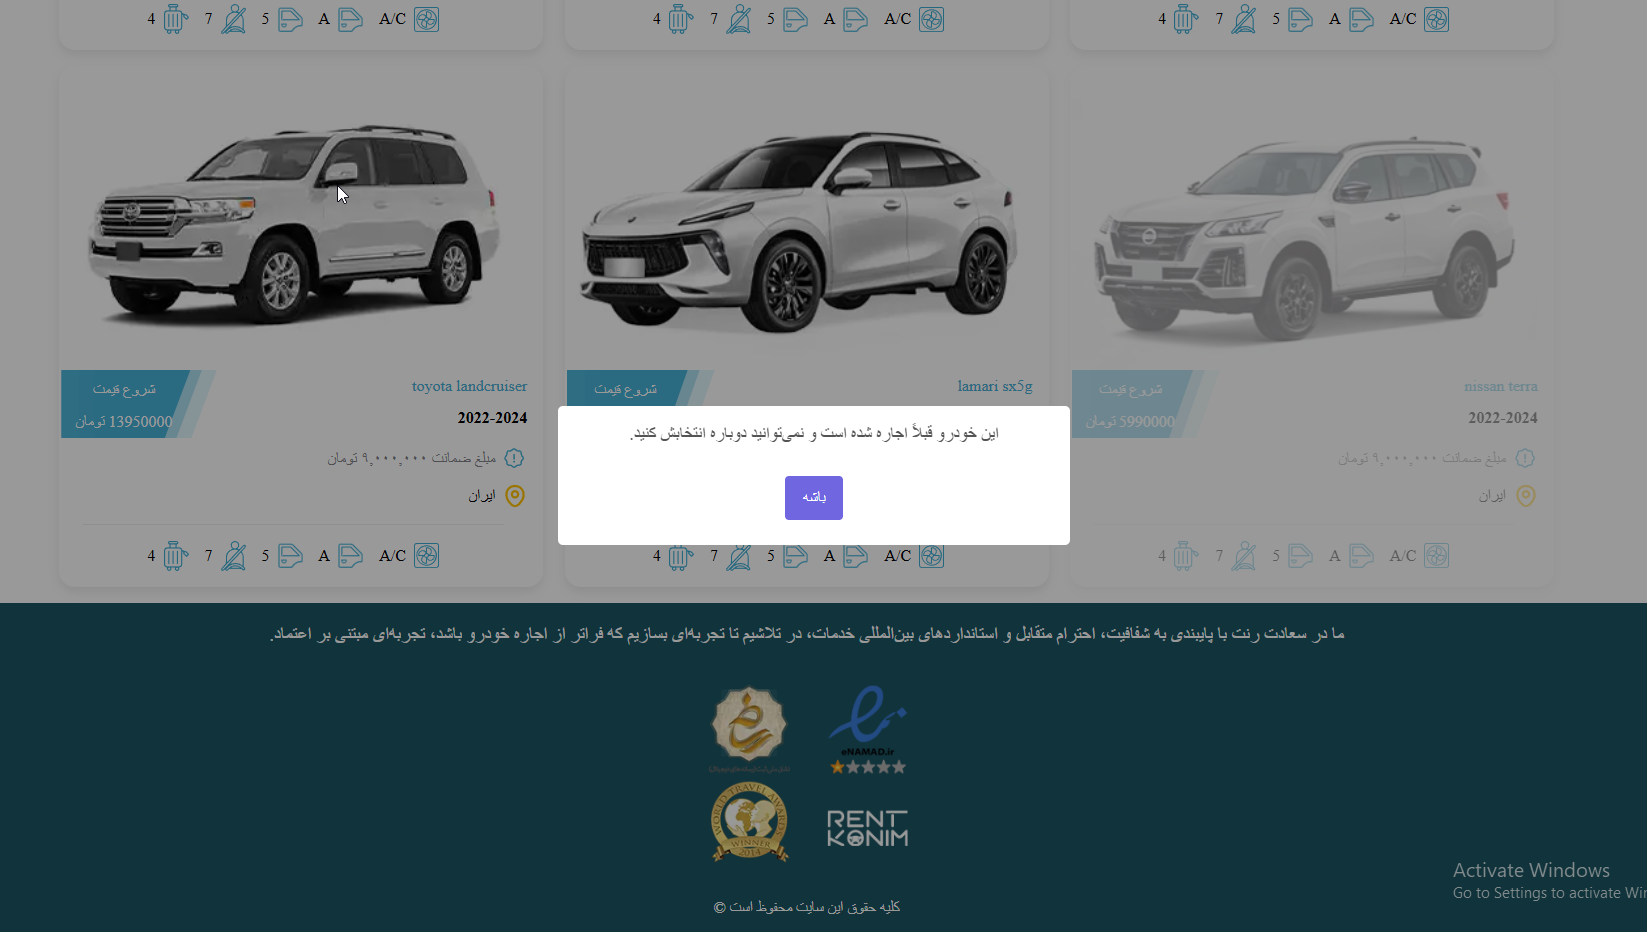 4 7 5 A A/C
4 7 5 A A/C
4 7 5 A A/C
toyota landcruiser
شروع قیمت
2022-2024
13950000 تومان
مبلغ ضمانت ۹,۰۰۰,۰۰۰ تومان
ایران
4 7 5 A A/C
lamari sx5g
شروع قیمت
4 7 5 A A/C
nissan terra
شروع قیمت
2022-2024
5990000 تومان
مبلغ ضمانت ۹,۰۰۰,۰۰۰ تومان
ایران
4 7 5 A A/C
این خودرو قبلاً اجاره شده است و نمی‌توانید دوباره انتخابش کنید.
باشه
ما در سعادت رنت با پایبندی به شفافیت، احترام متقابل و استانداردهای بین‌المللی خدمات، در تلاشیم تا تجربه‌ای بسازیم که فراتر از اجاره خودرو باشد، تجربه‌ای مبتنی بر اعتماد.
eNAMAD.ir
WORLD TRAVEL AWARDS
WINNER
2014
RENT
KONIM
کلیه حقوق این سایت محفوظ است ©
Activate Windows
Go to Settings to activate Wi